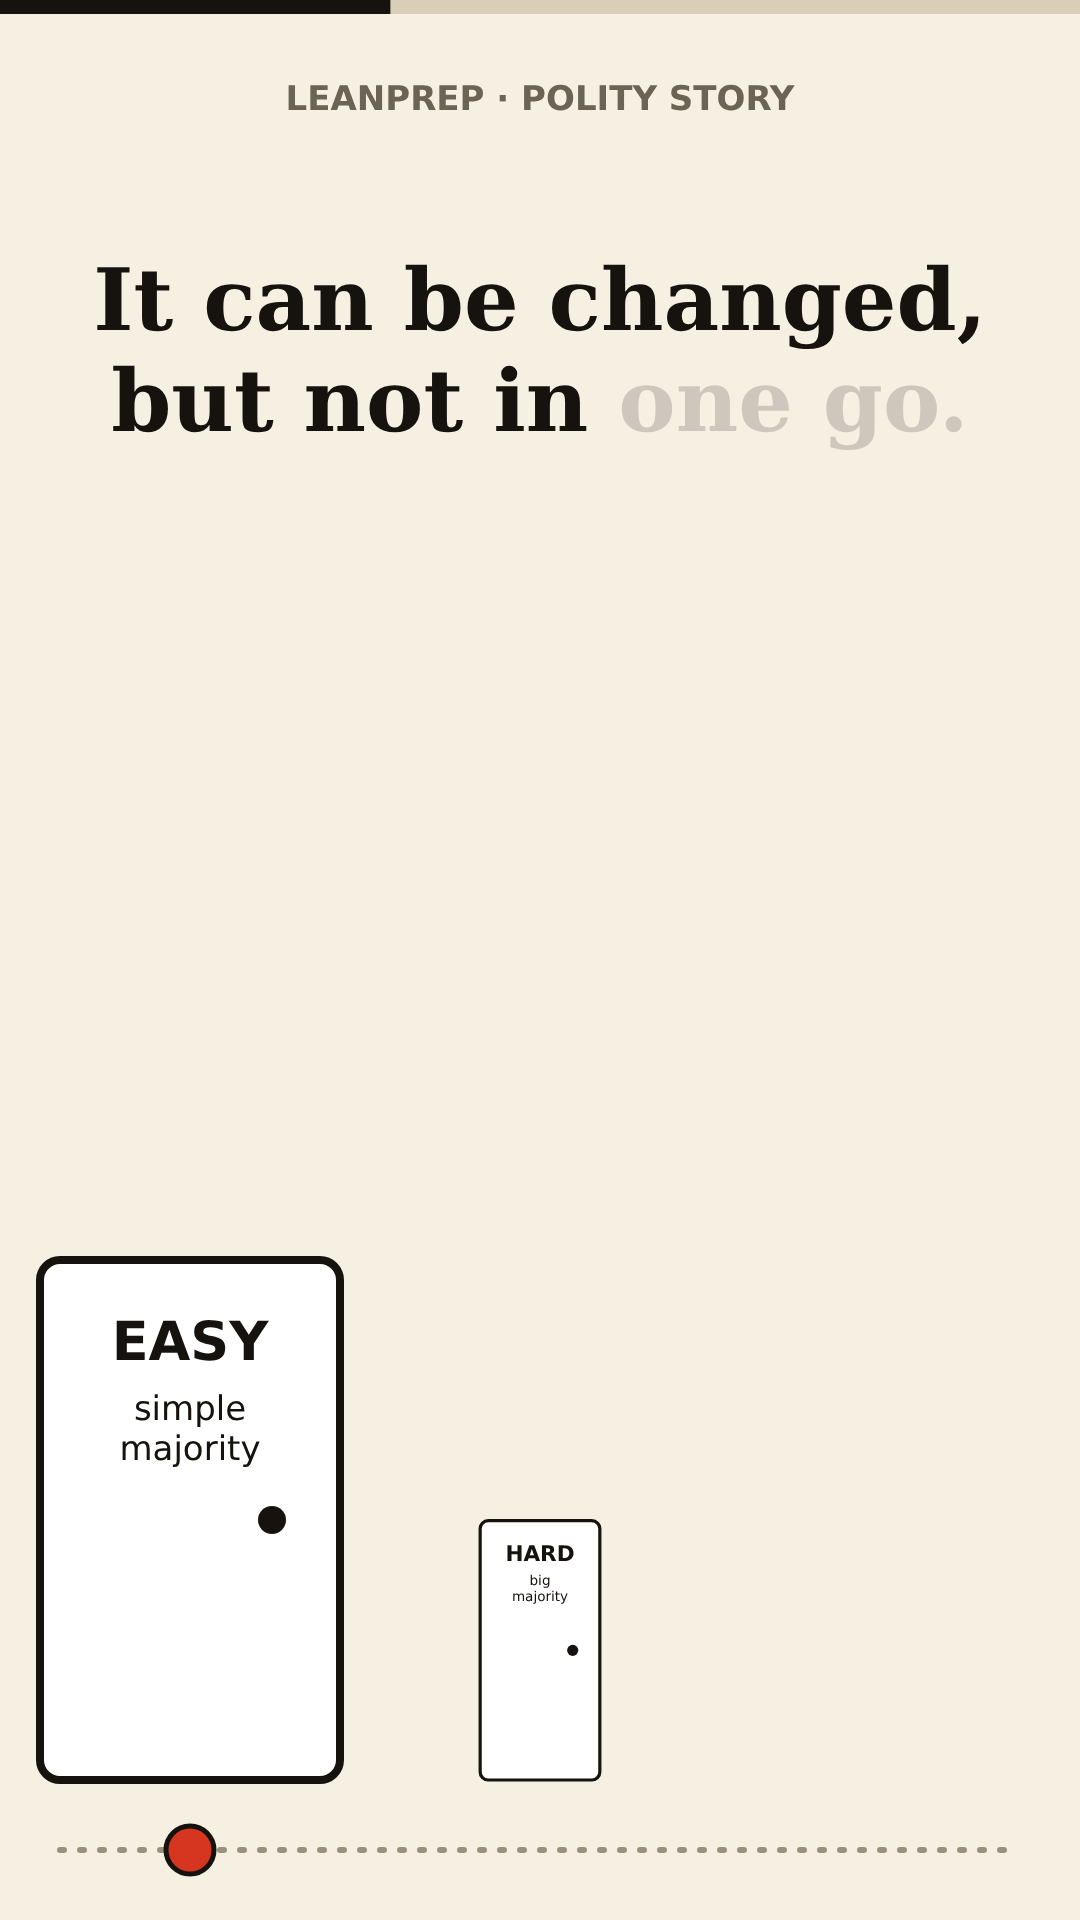 LEANPREP · POLITY STORY
It can be changed,
but not in one go.
EASY
simple
majority
HARD
big
majority